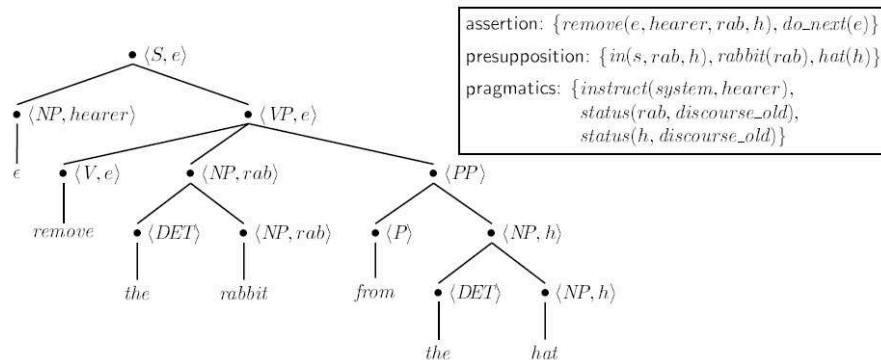 ⟨S, e⟩
assertion: {remove(e, hearer, rab, h), do_next(e)}
presupposition: {in(s, rab, h), rabbit(rab), hat(h)}
pragmatics: {instruct(system, hearer),
status(rab, discourse_old),
status(h, discourse_old)}
⟨NP, hearer⟩ ⟨VP, e⟩
ϵ ⟨V, e⟩ ⟨NP, rab⟩ ⟨PP⟩
remove ⟨DET⟩ ⟨NP, rab⟩ ⟨P⟩ ⟨NP, h⟩
the rabbit from ⟨DET⟩ ⟨NP, h⟩
the hat